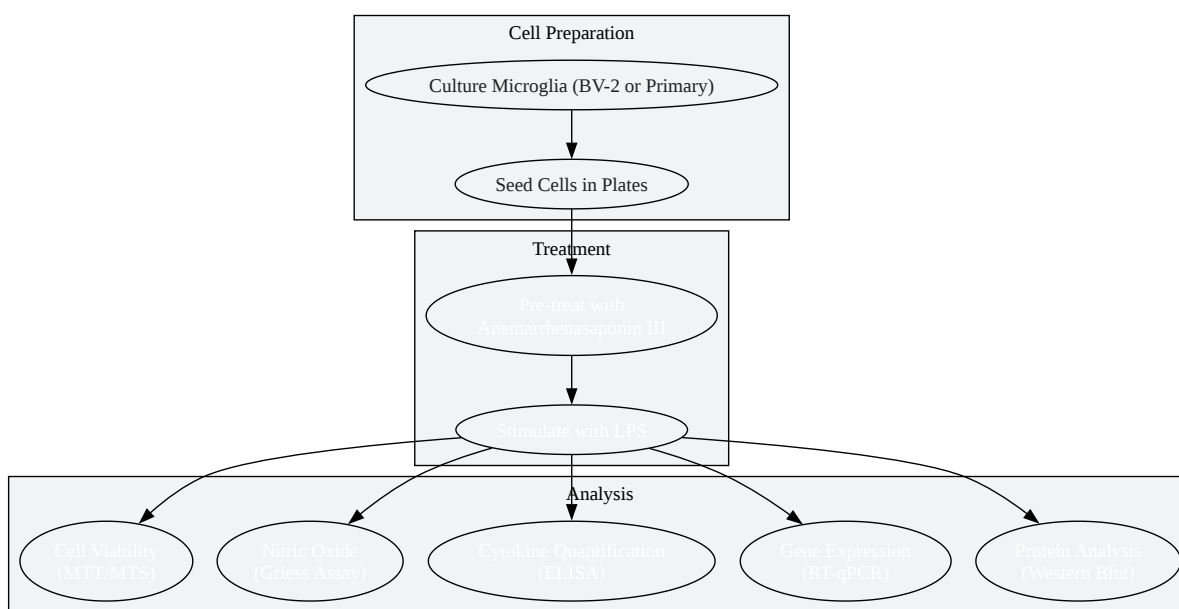 Cell Preparation
Culture Microglia (BV-2 or Primary)
Seed Cells in Plates
Treatment
Pre-treat with
Anemarrhenasaponin III
Stimulate with LPS
Analysis
Cell Viability
(MTT/MTS)
Nitric Oxide
(Griess Assay)
Cytokine Quantification
(ELISA)
Gene Expression
(RT-qPCR)
Protein Analysis
(Western Blot)